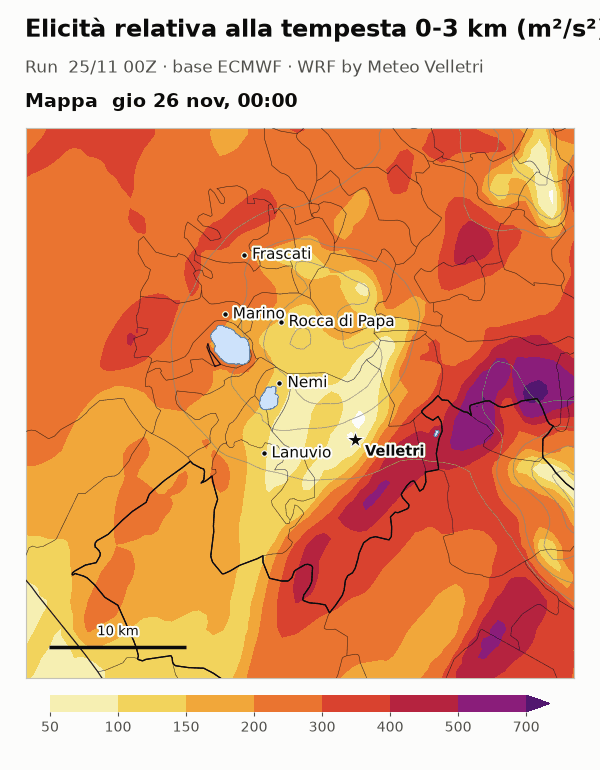 Elicità relativa alla tempesta 0-3 km (m²/s²)
Run 25/11 00Z · base ECMWF · WRF by Meteo Velletri
Mappa gio 26 nov, 00:00
Frascati
Marino
Rocca di Papa
Nemi
Velletri
Lanuvio
10 km
50 100 150 200 300 400 500 700